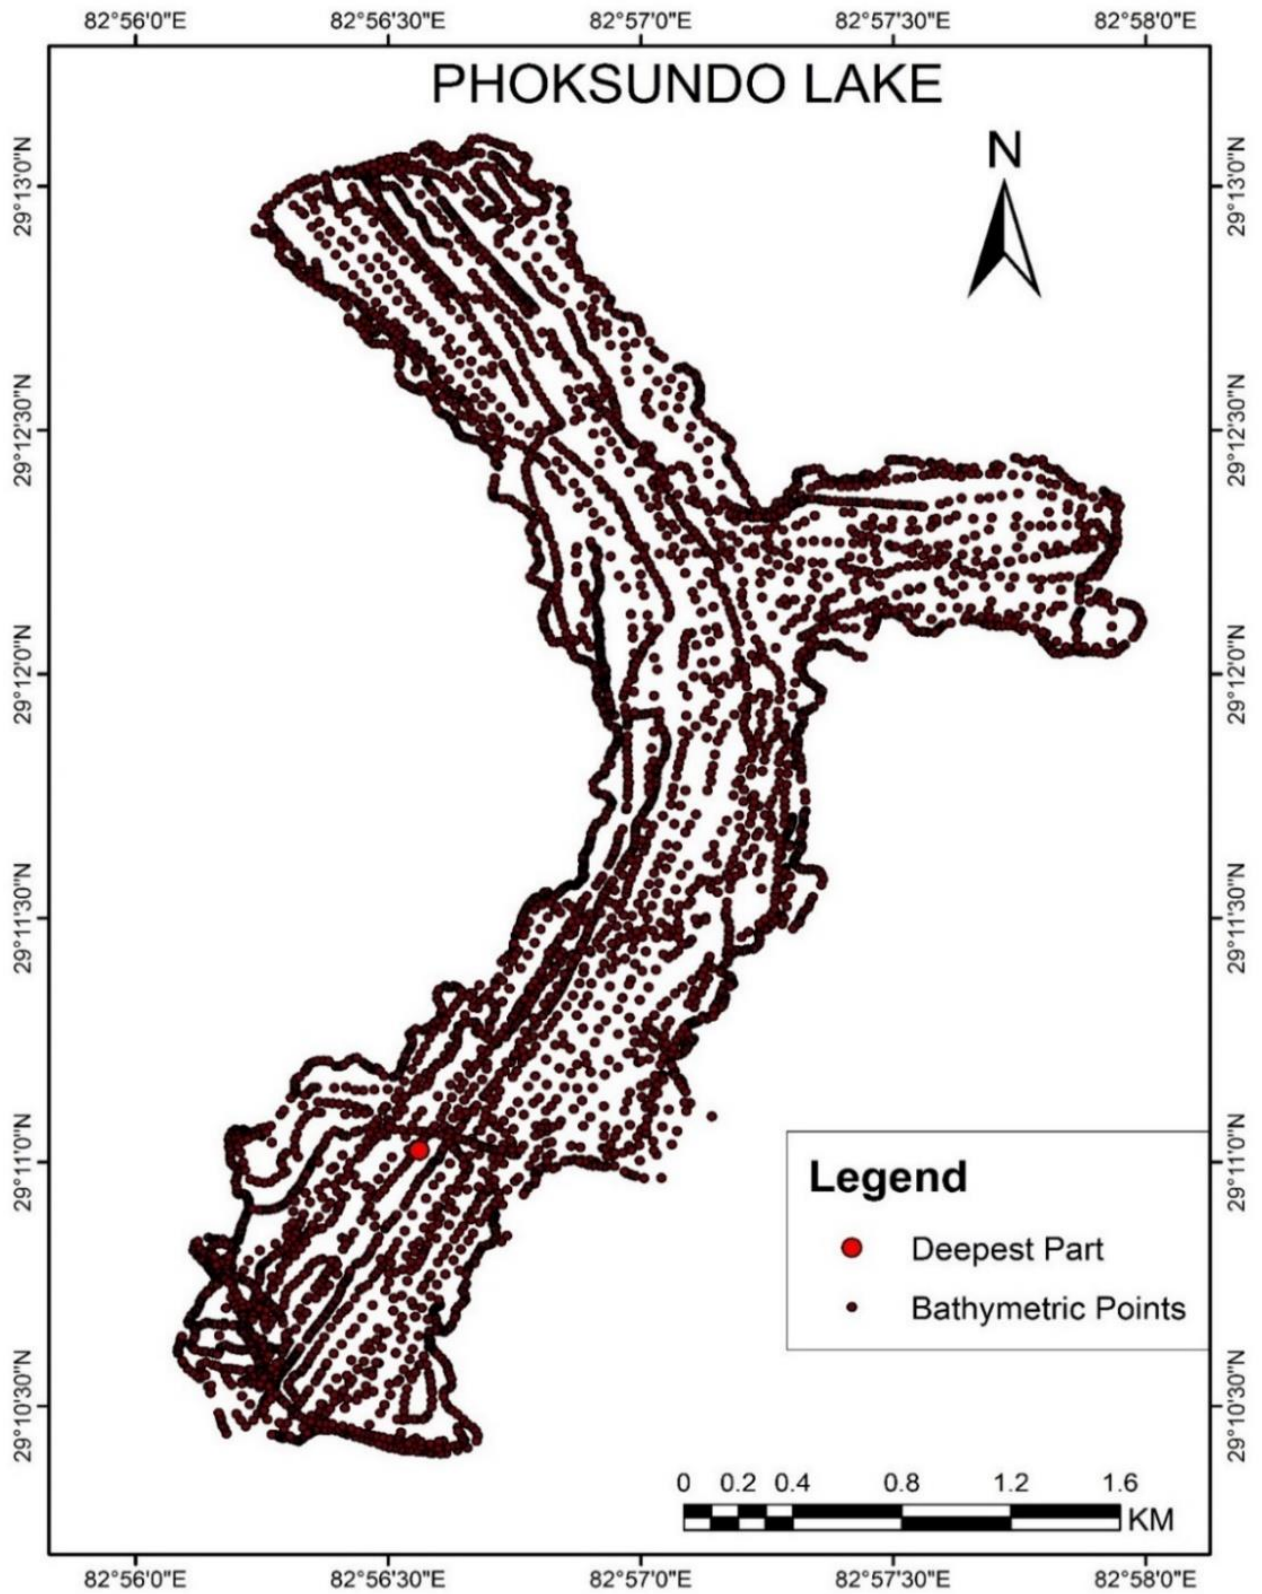 82°56'0"E 82°56'30"E 82°57'0"E 82°57'30"E 82°58'0"E
PHOKSUNDO LAKE
N
29°13'0"N 29°13'0"N
29°12'30"N 29°12'30"N
29°12'0"N 29°12'0"N
29°11'30"N 29°11'30"N
29°11'0"N 29°11'0"N
Legend
Deepest Part
Bathymetric Points
29°10'30"N 29°10'30"N
0 0.2 0.4 0.8 1.2 1.6
KM
82°56'0"E 82°56'30"E 82°57'0"E 82°57'30"E 82°58'0"E